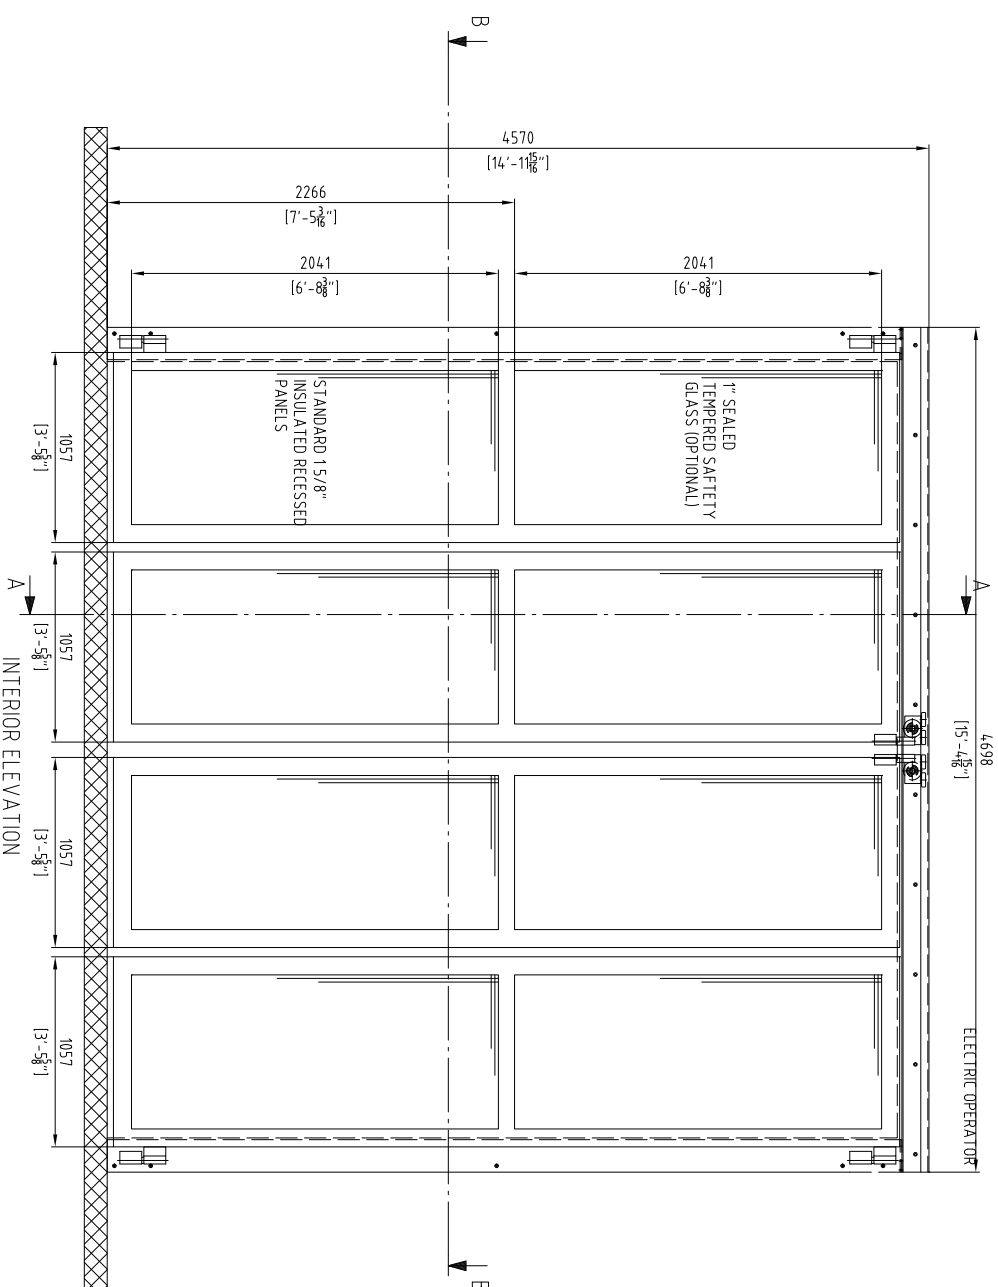 B
4570
[14'-11 15/16"]
2266
[7'-5 3/16"]
2041
[6'-8 3/8"]
2041
[6'-8 3/8"]
1" SEALED
TEMPERED SAFTETY
GLASS (OPTIONAL)
STANDARD 1 5/8"
INSULATED RECESSED
PANELS
A
A
4698
[15'-4 15/16"]
ELECTRIC OPERATOR
1057
[3'-5 5/8"]
1057
[3'-5 5/8"]
1057
[3'-5 5/8"]
1057
[3'-5 5/8"]
INTERIOR ELEVATION